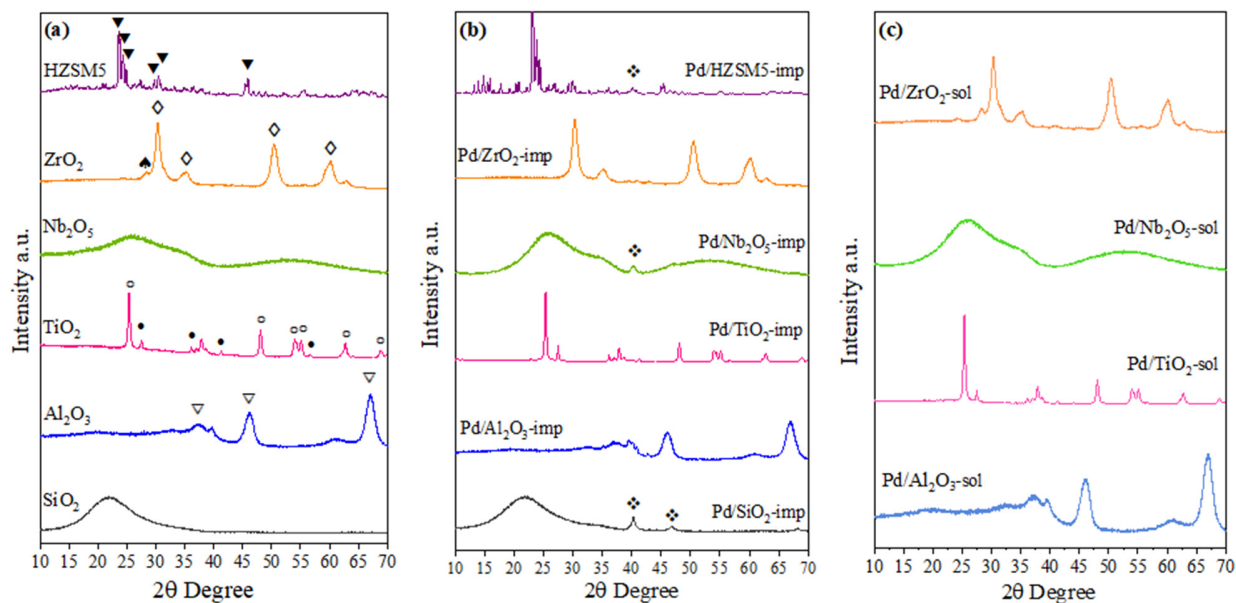 (a)
HZSM5
ZrO₂
Nb₂O₅
TiO₂
Al₂O₃
SiO₂
Intensity a.u.
10 15 20 25 30 35 40 45 50 55 60 65 70
2θ Degree
(b)
Pd/HZSM5-imp
Pd/ZrO₂-imp
Pd/Nb₂O₅-imp
Pd/TiO₂-imp
Pd/Al₂O₃-imp
Pd/SiO₂-imp
Intensity a.u.
10 15 20 25 30 35 40 45 50 55 60 65 70
2θ Degree
(c)
Pd/ZrO₂-sol
Pd/Nb₂O₅-sol
Pd/TiO₂-sol
Pd/Al₂O₃-sol
Intensity a.u.
10 15 20 25 30 35 40 45 50 55 60 65 70
2θ Degree